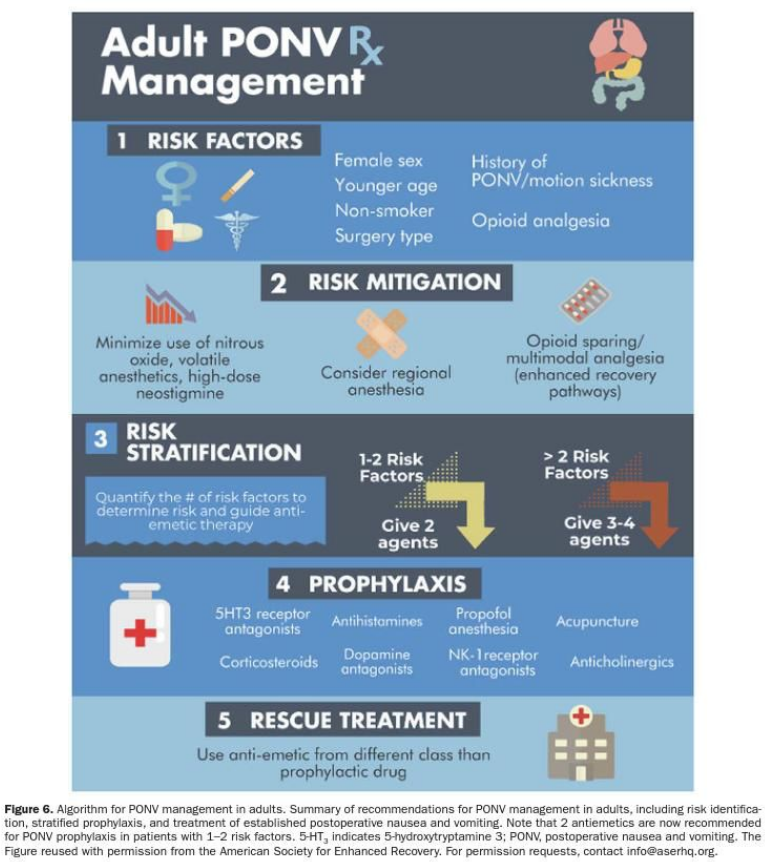 Adult PONV Rx
Management
1 RISK FACTORS
Female sex
Younger age
Non-smoker
Surgery type
History of
PONV/motion sickness
Opioid analgesia
2 RISK MITIGATION
Minimize use of nitrous
oxide, volatile
anesthetics, high-dose
neostigmine
Consider regional
anesthesia
Opioid sparing/
multimodal analgesia
(enhanced recovery
pathways)
3 RISK
STRATIFICATION
Quantify the # of risk factors to
determine risk and guide anti-
emetic therapy
1-2 Risk
Factors
Give 2
agents
> 2 Risk
Factors
Give 3-4
agents
4 PROPHYLAXIS
5HT3 receptor
antagonists
Antihistamines
Propofol
anesthesia
Acupuncture
Corticosteroids
Dopamine
antagonists
NK-1receptor
antagonists
Anticholinergics
5 RESCUE TREATMENT
Use anti-emetic from different class than
prophylactic drug
Figure 6. Algorithm for PONV management in adults. Summary of recommendations for PONV management in adults, including risk identifica-
tion, stratified prophylaxis, and treatment of established postoperative nausea and vomiting. Note that 2 antiemetics are now recommended
for PONV prophylaxis in patients with 1–2 risk factors. 5-HT₃ indicates 5-hydroxytryptamine 3; PONV, postoperative nausea and vomiting. The
Figure reused with permission from the American Society for Enhanced Recovery. For permission requests, contact info@aserhq.org.